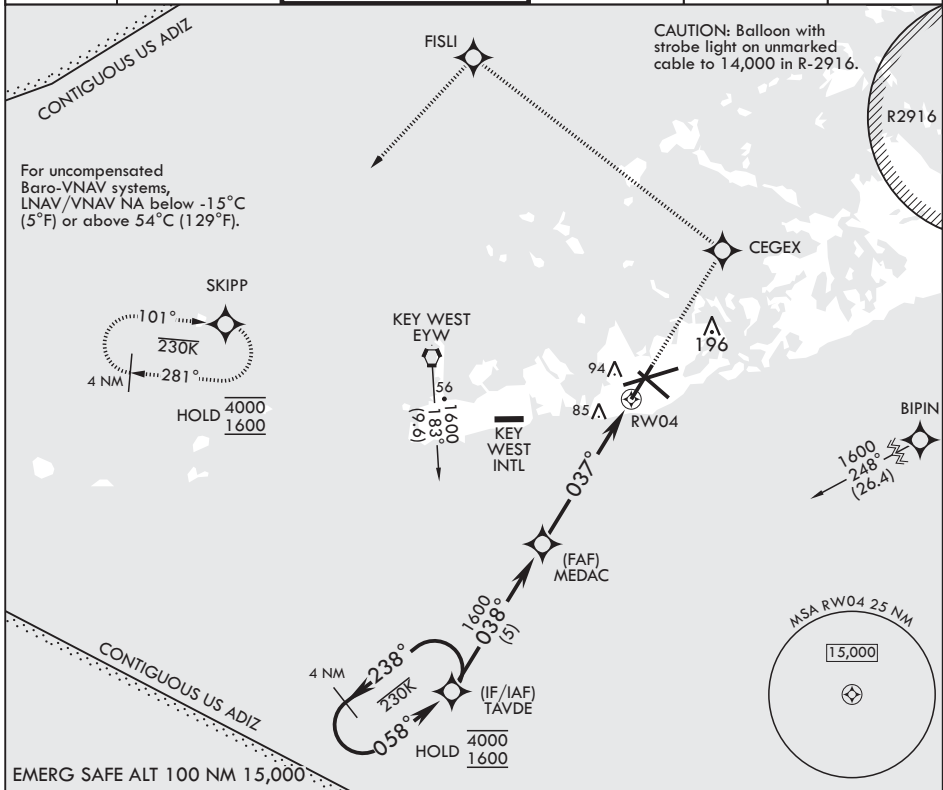 CONTIGUOUS US ADIZ
FISLI
CAUTION: Balloon with
strobe light on unmarked
cable to 14,000 in R-2916.
R2916
For uncompensated
Baro-VNAV systems,
LNAV/VNAV NA below -15°C
(5°F) or above 54°C (129°F).
CEGEX
SKIPP
101°
230K
281°
4 NM
HOLD 4000
1600
KEY WEST
EYW
56
1600
183°
(9.6)
KEY
WEST
INTL
196
94
85
RW04
BIPIN
1600
248°
(26.4)
037°
(FAF)
MEDAC
1600
038°
(5)
MSA RW04 25 NM
15,000
CONTIGUOUS US ADIZ
4 NM
238°
230K
058°
(IF/IAF)
TAVDE
HOLD 4000
1600
EMERG SAFE ALT 100 NM 15,000